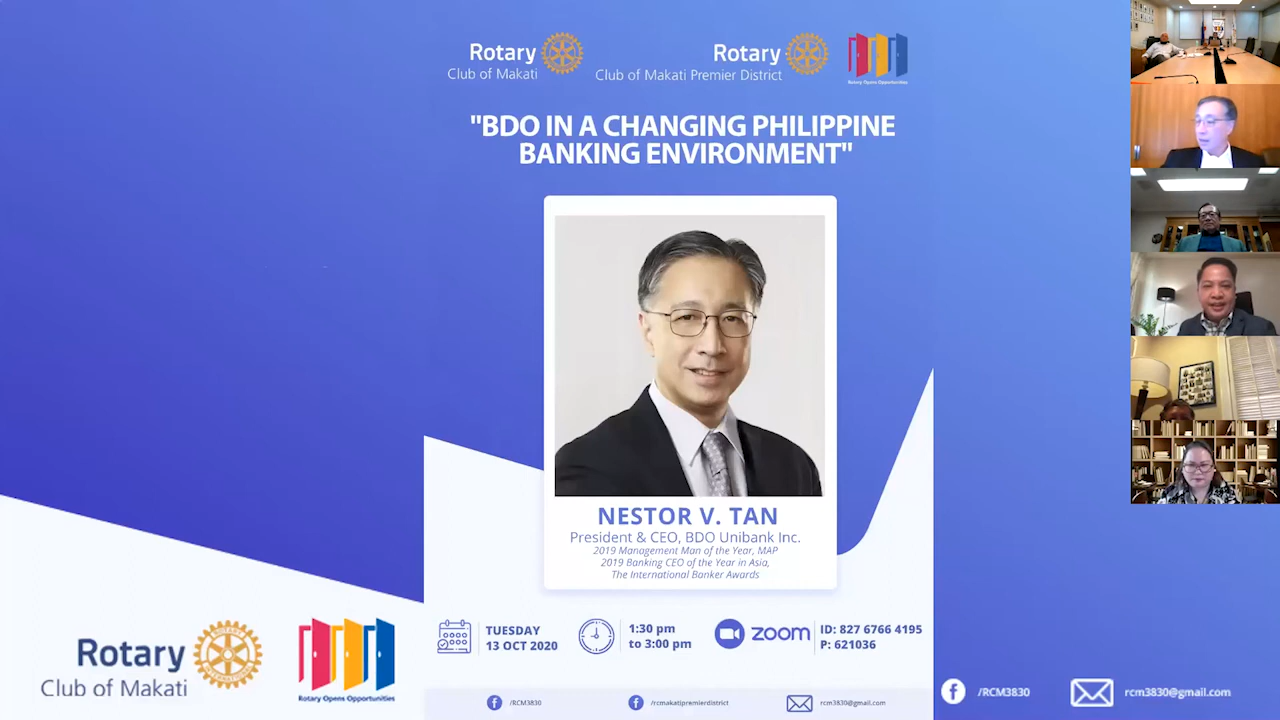 Rotary
Club of Makati
Rotary
Club of Makati Premier District
Rotary Opens Opportunities
"BDO IN A CHANGING PHILIPPINE
BANKING ENVIRONMENT"
NESTOR V. TAN
President & CEO, BDO Unibank Inc.
2019 Management Man of the Year, MAP
2019 Banking CEO of the Year in Asia,
The International Banker Awards
TUESDAY
13 OCT 2020
1:30 pm
to 3:00 pm
zoom
ID: 827 6766 4195
P: 621036
/RCM3830
/rcmakatipremierdistrict
rcm3830@gmail.com
Rotary
Club of Makati
ROTARY
INTERNATIONAL
Rotary Opens Opportunities
/RCM3830
rcm3830@gmail.com